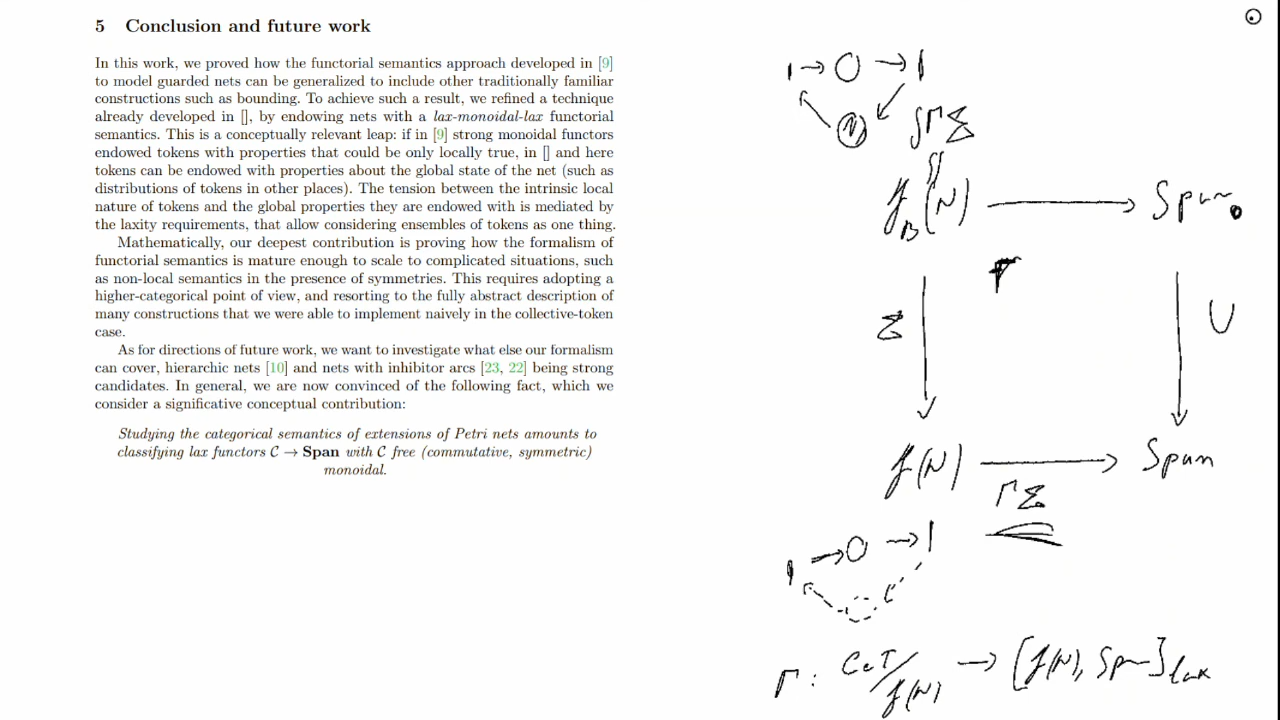 5 Conclusion and future work
In this work, we proved how the functorial semantics approach developed in [9]
to model guarded nets can be generalized to include other traditionally familiar
constructions such as bounding. To achieve such a result, we refined a technique
already developed in [], by endowing nets with a lax-monoidal-lax functorial
semantics. This is a conceptually relevant leap: if in [9] strong monoidal functors
endowed tokens with properties that could be only locally true, in [] and here
tokens can be endowed with properties about the global state of the net (such as
distributions of tokens in other places). The tension between the intrinsic local
nature of tokens and the global properties they are endowed with is mediated by
the laxity requirements, that allow considering ensembles of tokens as one thing.
Mathematically, our deepest contribution is proving how the formalism of
functorial semantics is mature enough to scale to complicated situations, such
as non-local semantics in the presence of symmetries. This requires adopting a
higher-categorical point of view, and resorting to the fully abstract description of
many constructions that we were able to implement naively in the collective-token
case.
As for directions of future work, we want to investigate what else our formalism
can cover, hierarchic nets [10] and nets with inhibitor arcs [23, 22] being strong
candidates. In general, we are now convinced of the following fact, which we
consider a significative conceptual contribution:
Studying the categorical semantics of extensions of Petri nets amounts to
classifying lax functors C → Span with C free (commutative, symmetric)
monoidal.
∫ΓΣ
f_B(N) → Span•
Σ Γ U
f(N) → Span
ΓΣ
Γ: Cat/f(N) → [f(N), Span]lax